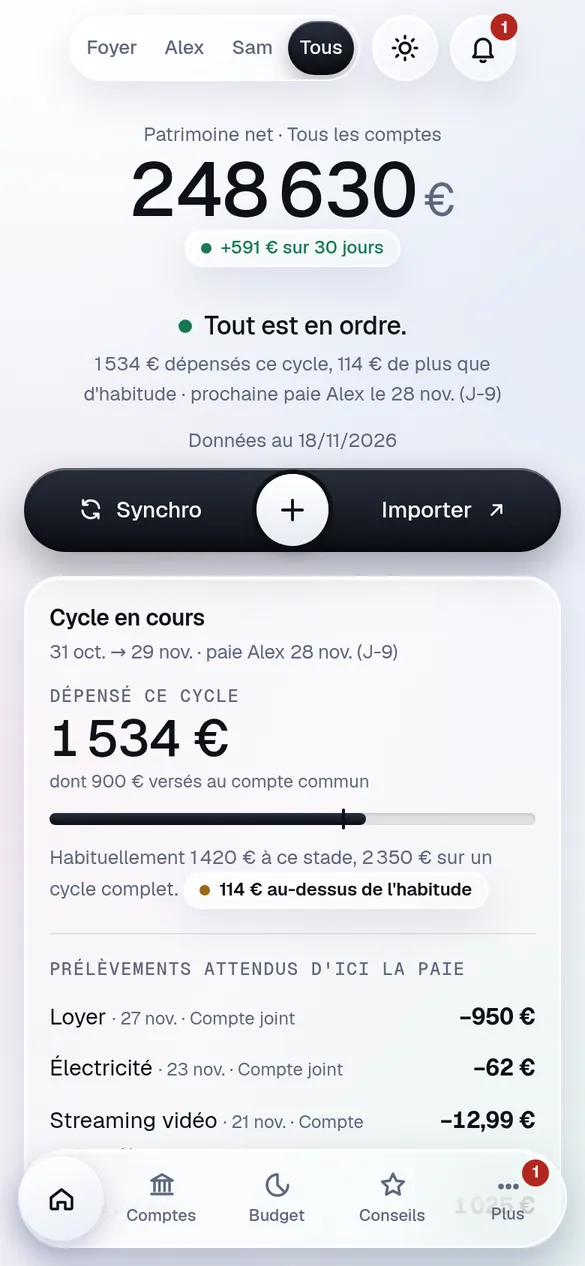 Foyer Alex Sam Tous 1
Patrimoine net · Tous les comptes
248 630 €
+591 € sur 30 jours
Tout est en ordre.
1 534 € dépensés ce cycle, 114 € de plus que
d'habitude · prochaine paie Alex le 28 nov. (J-9)
Données au 18/11/2026
Synchro + Importer ↗
Cycle en cours
31 oct. → 29 nov. · paie Alex 28 nov. (J-9)
DÉPENSÉ CE CYCLE
1 534 €
dont 900 € versés au compte commun
Habituellement 1 420 € à ce stade, 2 350 € sur un
cycle complet. 114 € au-dessus de l'habitude
PRÉLÈVEMENTS ATTENDUS D'ICI LA PAIE
Loyer · 27 nov. · Compte joint −950 €
Électricité · 23 nov. · Compte joint −62 €
Streaming vidéo · 21 nov. · Compte −12,99 €
1 025 €
Comptes Budget Conseils Plus 1